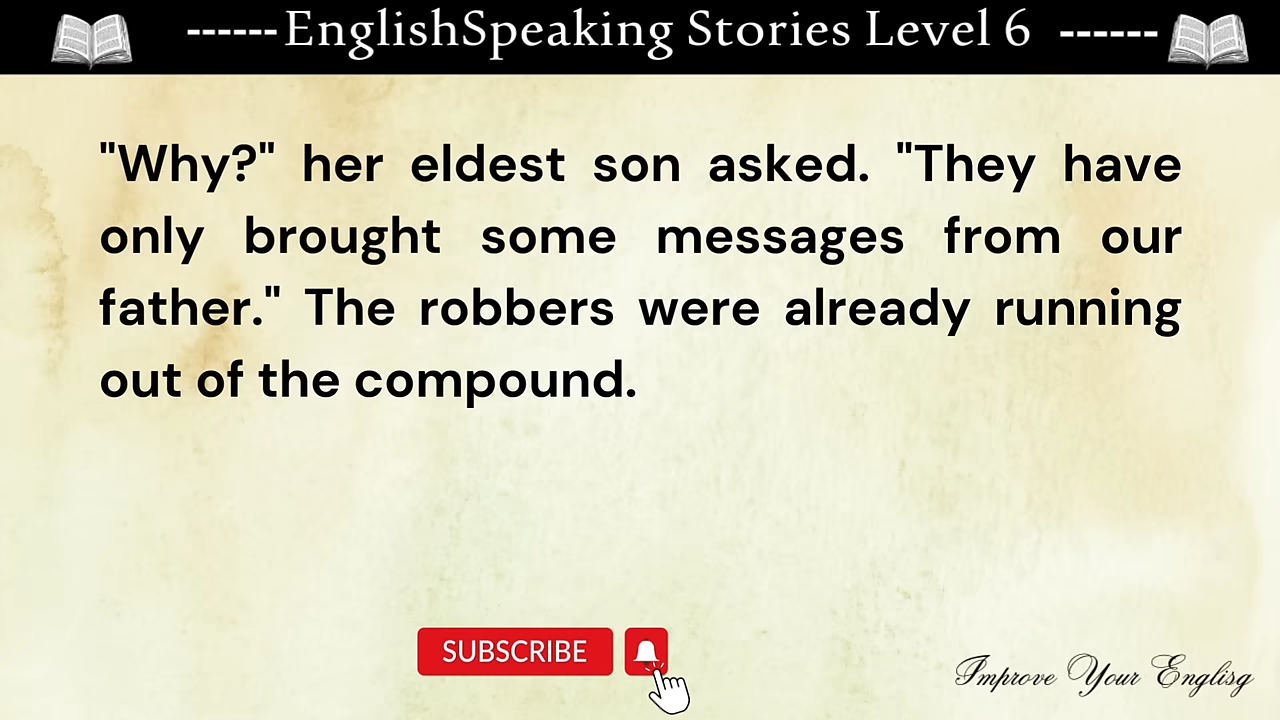 ------EnglishSpeaking Stories Level 6 ------
"Why?" her eldest son asked. "They have
only brought some messages from our
father." The robbers were already running
out of the compound.
SUBSCRIBE
Improve Your Englisg